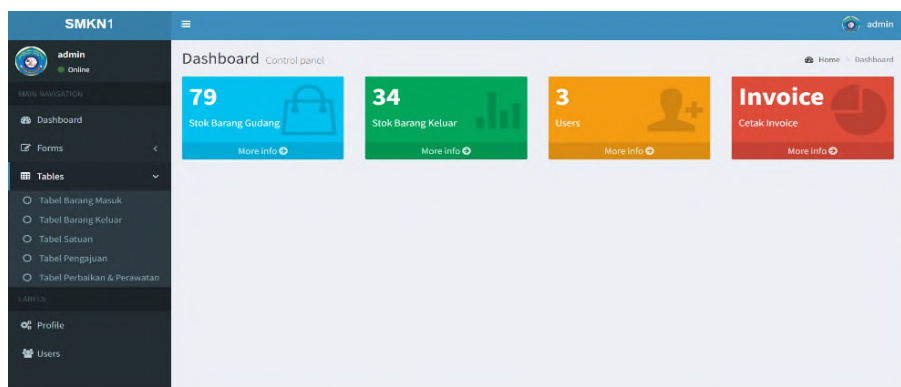 SMKN1
admin
admin
Online
MAIN NAVIGATION
Dashboard
Forms
Tables
Tabel Barang Masuk
Tabel Barang Keluar
Tabel Satuan
Tabel Pengajuan
Tabel Perbaikan & Perawatan
LABELS
Profile
Users
Dashboard Control panel
Home > Dashboard
79
Stok Barang Gudang
More info
34
Stok Barang Keluar
More info
3
Users
More info
Invoice
Cetak Invoice
More info